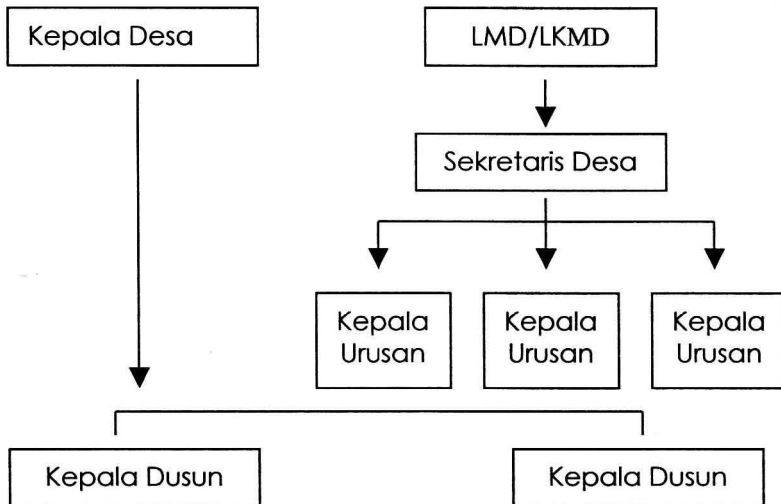 Kepala Desa
LMD/LKMD
Sekretaris Desa
Kepala
Urusan
Kepala
Urusan
Kepala
Urusan
Kepala Dusun
Kepala Dusun